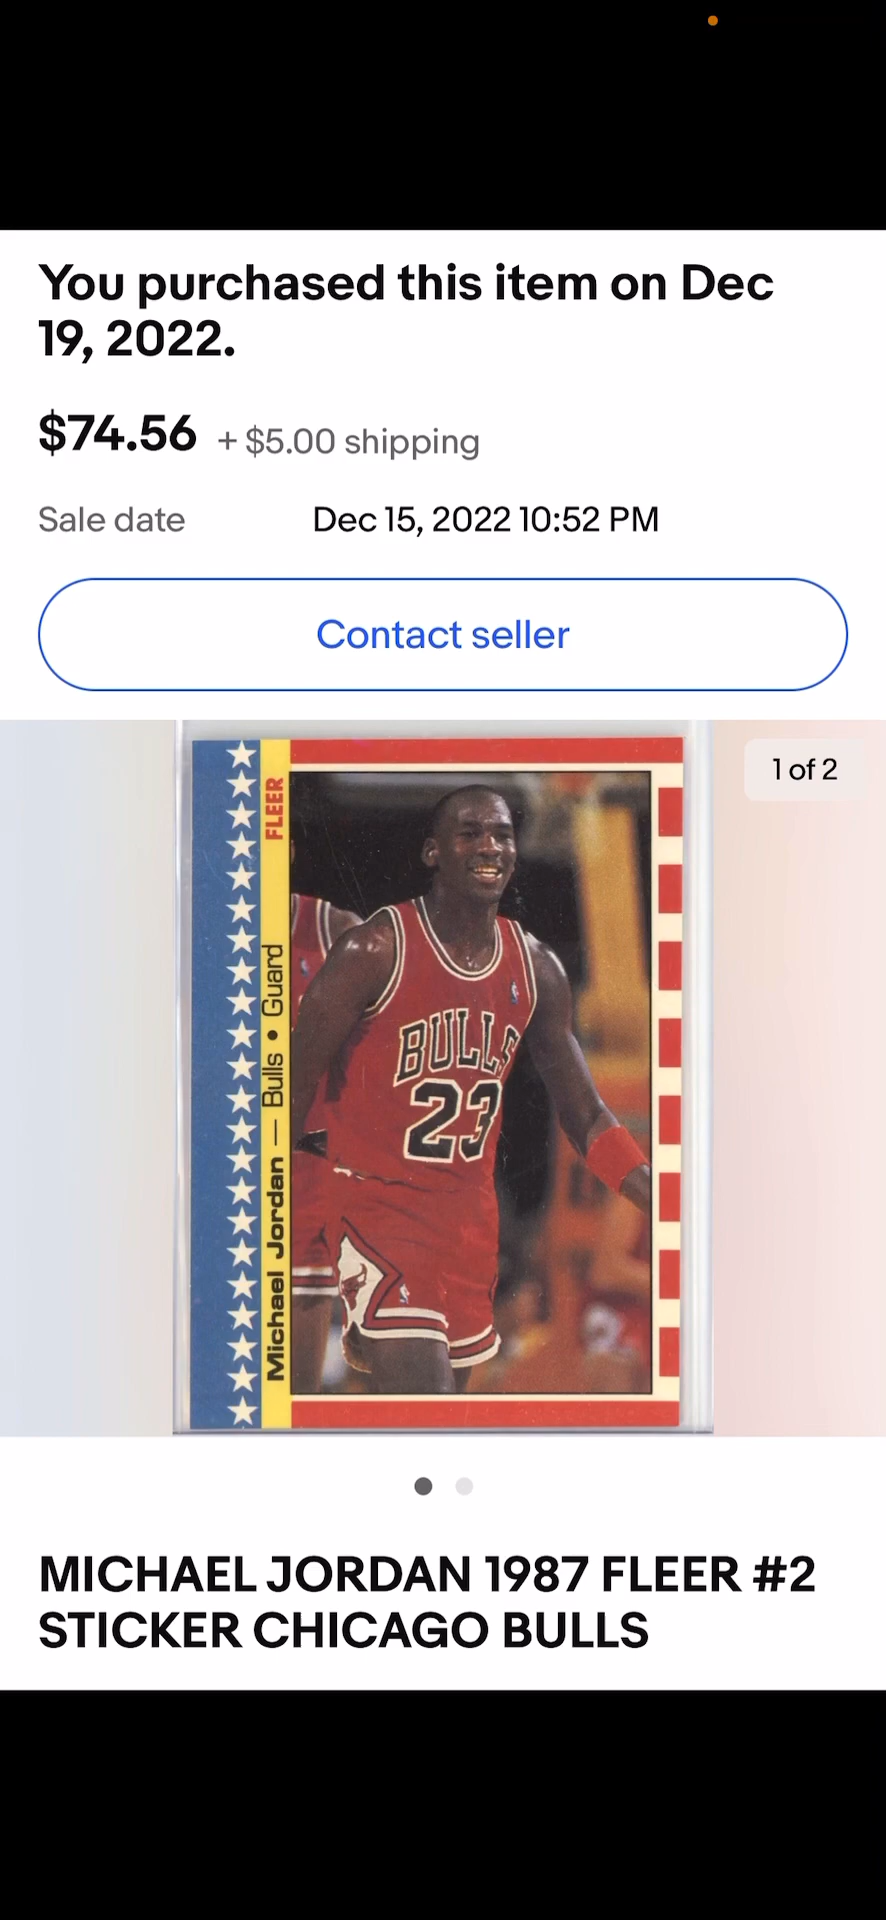 You purchased this item on Dec
19, 2022.
$74.56 + $5.00 shipping
Sale date Dec 15, 2022 10:52 PM
Contact seller
1 of 2
FLEER
Michael Jordan — Bulls • Guard
BULLS
23
MICHAEL JORDAN 1987 FLEER #2
STICKER CHICAGO BULLS